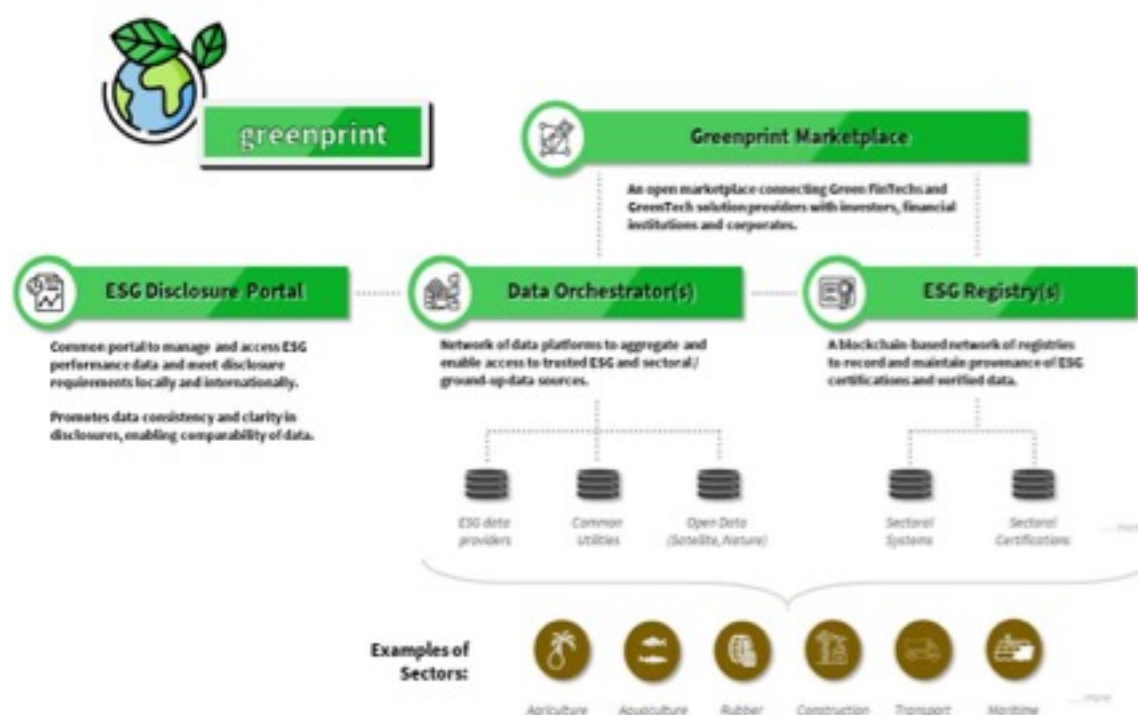 greenprint
Greenprint Marketplace
An open marketplace connecting Green FinTechs and
GreenTech solution providers with investors, financial
institutions and corporates.
ESG Disclosure Portal
Common portal to manage and access ESG
performance data and meet disclosure
requirements locally and internationally.
Promotes data consistency and clarity in
disclosures, enabling comparability of data.
Data Orchestrator(s)
Network of data platforms to aggregate and
enable access to trusted ESG and sectoral/
ground-up data sources.
ESG Registry(s)
A blockchain-based network of registries
to record and maintain provenance of ESG
certifications and verified data.
ESG data
providers
Common
Utilities
Open Data
(Satellite, Nature)
Sectoral
Systems
Sectoral
Certifications
...more
Examples of
Sectors:
Agriculture
Aquaculture
Rubber
Construction
Transport
Maritime
...more